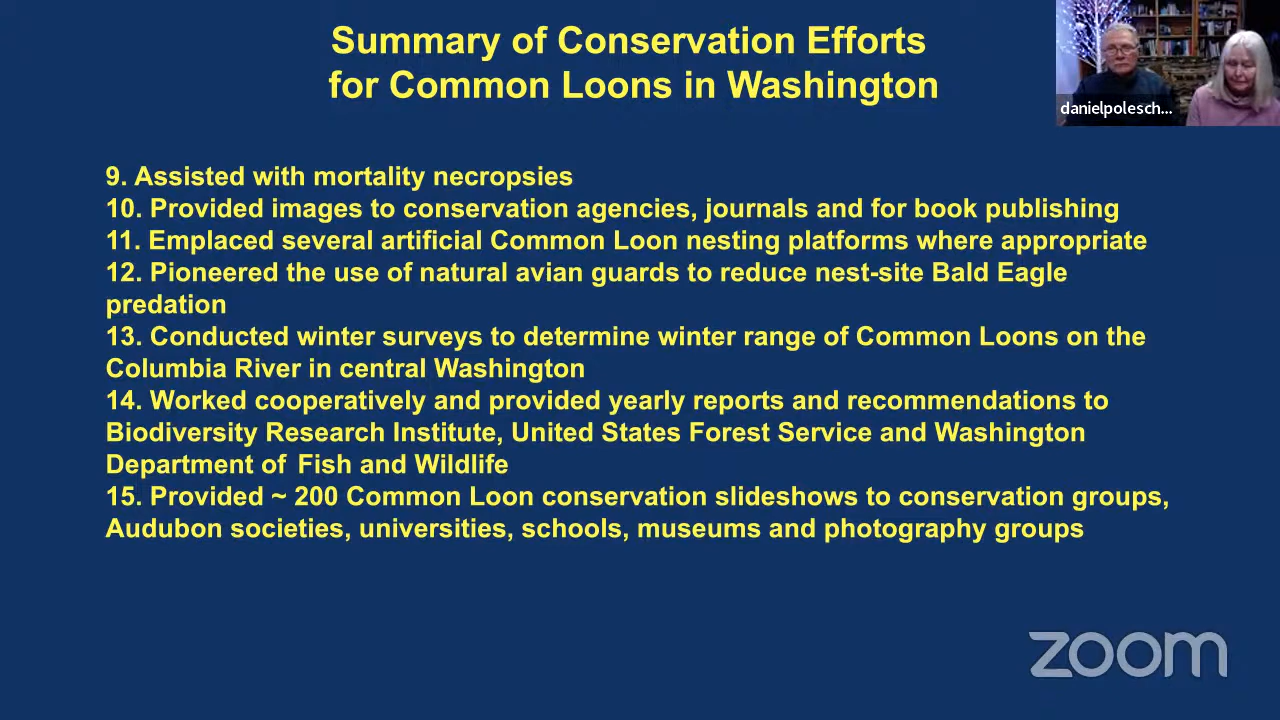 Summary of Conservation Efforts
for Common Loons in Washington
danielpolesch...
9. Assisted with mortality necropsies
10. Provided images to conservation agencies, journals and for book publishing
11. Emplaced several artificial Common Loon nesting platforms where appropriate
12. Pioneered the use of natural avian guards to reduce nest-site Bald Eagle
predation
13. Conducted winter surveys to determine winter range of Common Loons on the
Columbia River in central Washington
14. Worked cooperatively and provided yearly reports and recommendations to
Biodiversity Research Institute, United States Forest Service and Washington
Department of Fish and Wildlife
15. Provided ~ 200 Common Loon conservation slideshows to conservation groups,
Audubon societies, universities, schools, museums and photography groups
zoom